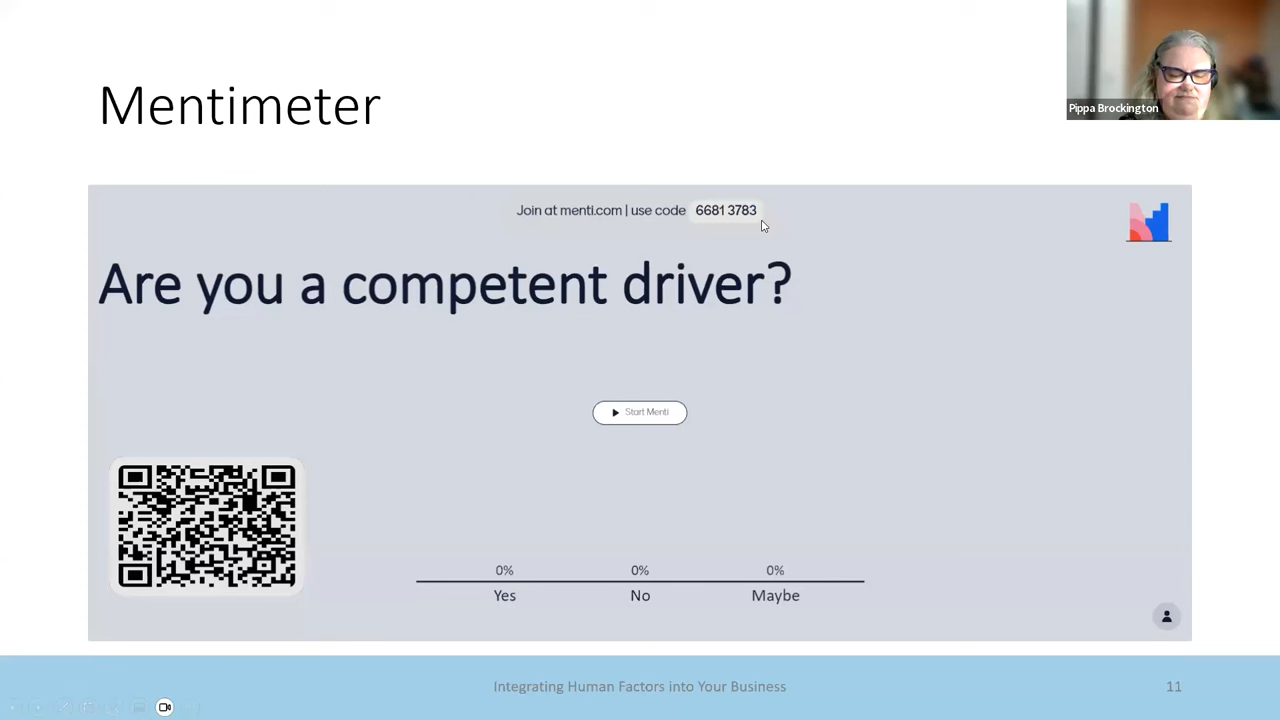 Mentimeter
Pippa Brockington
Join at menti.com | use code 6681 3783
Are you a competent driver?
Start Menti
0% 0% 0%
Yes No Maybe
Integrating Human Factors into Your Business 11